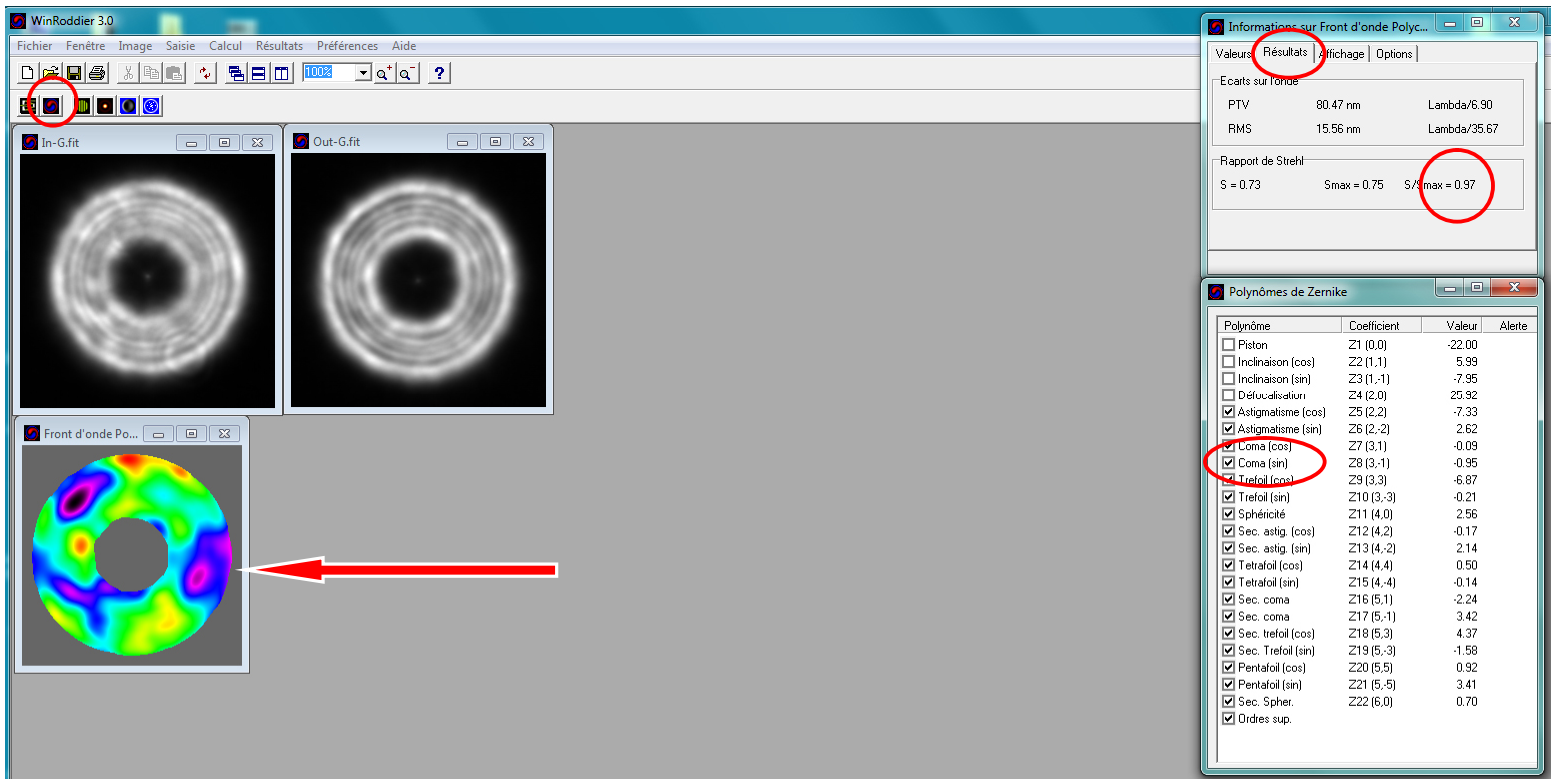 WinRoddier 3.0
Fichier Fenêtre Image Saisie Calcul Résultats Préférences Aide
100%
In-G.fit
Out-G.fit
Front d'onde Po...
Informations sur Front d'onde Polyc...
Valeurs Résultats Affichage Options
Ecarts sur l'onde
PTV 80.47 nm Lambda/6.90
RMS 15.56 nm Lambda/35.67
Rapport de Strehl
S = 0.73 Smax = 0.75 S/Smax = 0.97
Polynômes de Zernike
Polynôme Coefficient Valeur Alerte
Piston Z1 (0,0) -22.00
Inclinaison (cos) Z2 (1,1) 5.99
Inclinaison (sin) Z3 (1,-1) -7.95
Défocalisation Z4 (2,0) 25.92
Astigmatisme (cos) Z5 (2,2) -7.33
Astigmatisme (sin) Z6 (2,-2) 2.62
Coma (cos) Z7 (3,1) -0.09
Coma (sin) Z8 (3,-1) -0.95
Trefoil (cos) Z9 (3,3) -6.87
Trefoil (sin) Z10 (3,-3) -0.21
Sphéricité Z11 (4,0) 2.56
Sec. astig. (cos) Z12 (4,2) -0.17
Sec. astig. (sin) Z13 (4,-2) 2.14
Tetrafoil (cos) Z14 (4,4) 0.50
Tetrafoil (sin) Z15 (4,-4) -0.14
Sec. coma Z16 (5,1) -2.24
Sec. coma Z17 (5,-1) 3.42
Sec. trefoil (cos) Z18 (5,3) 4.37
Sec. Trefoil (sin) Z19 (5,-3) -1.58
Pentafoil (cos) Z20 (5,5) 0.92
Pentafoil (sin) Z21 (5,-5) 3.41
Sec. Spher. Z22 (6,0) 0.70
Ordres sup.